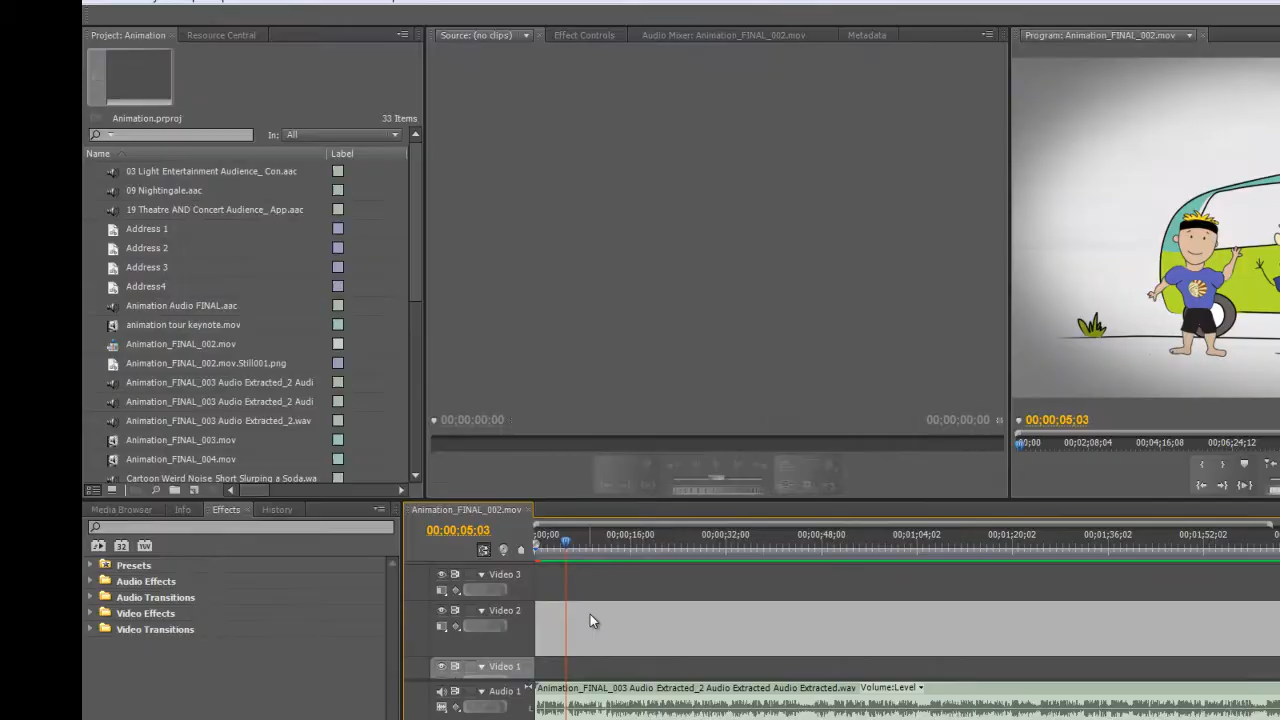 Project: Animation
Resource Central
Source: (no clips)
Effect Controls
Audio Mixer: Animation_FINAL_002.mov
Metadata
Program: Animation_FINAL_002.mov
Animation.prproj
33 Items
In:
All
Name
Label
03 Light Entertainment Audience_ Con.aac
09 Nightingale.aac
19 Theatre AND Concert Audience_ App.aac
Address 1
Address 2
Address 3
Address4
Animation Audio FINAL.aac
animation tour keynote.mov
Animation_FINAL_002.mov
Animation_FINAL_002.mov.Still001.png
Animation_FINAL_003 Audio Extracted_2 Audi
Animation_FINAL_003 Audio Extracted_2 Audi
Animation_FINAL_003 Audio Extracted_2.wav
Animation_FINAL_003.mov
Animation_FINAL_004.mov
Cartoon Weird Noise Short Slurping a Soda.wa
00;00;00;00
00;00;00;00
00;00;05;03
;00;00
00;02;08;04
00;04;16;08
00;06;24;12
Media Browser
Info
Effects
History
32
Presets
Audio Effects
Audio Transitions
Video Effects
Video Transitions
Animation_FINAL_002.mov
00;00;05;03
;00;00
00;00;16;00
00;00;32;00
00;00;48;00
00;01;04;02
00;01;20;02
00;01;36;02
00;01;52;02
Video 3
Video 2
Video 1
Audio 1
Animation_FINAL_003 Audio Extracted_2 Audio Extracted Audio Extracted.wav
Volume:Level